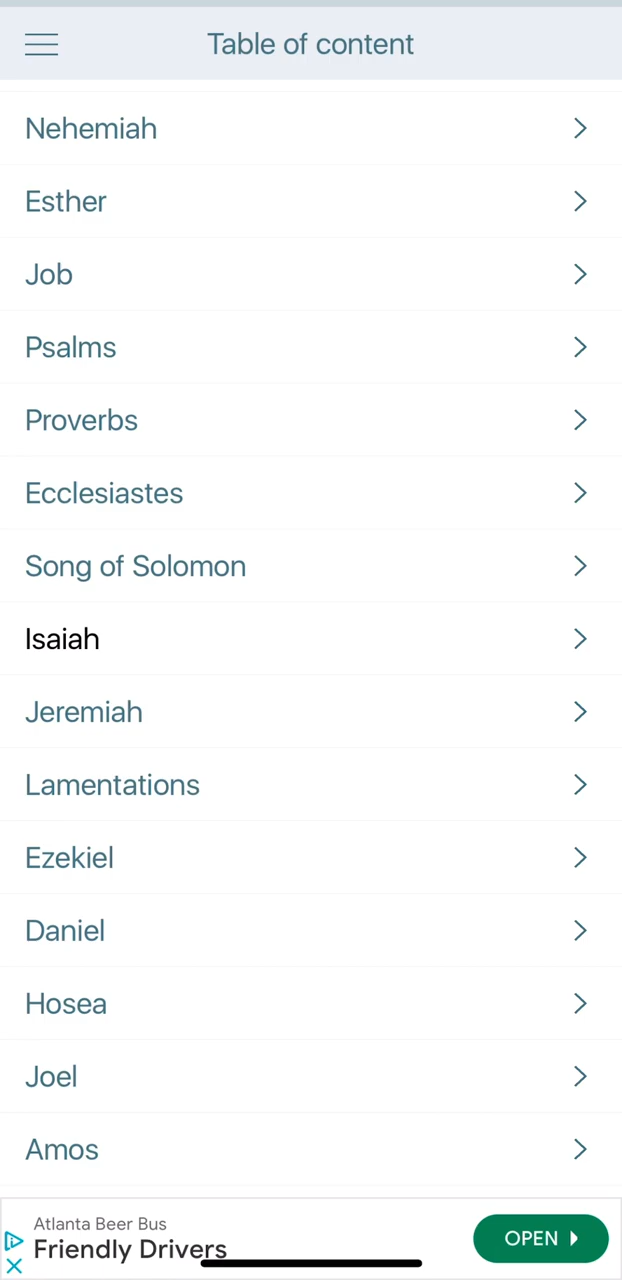 Table of content
Nehemiah
Esther
Job
Psalms
Proverbs
Ecclesiastes
Song of Solomon
Isaiah
Jeremiah
Lamentations
Ezekiel
Daniel
Hosea
Joel
Amos
Atlanta Beer Bus
Friendly Drivers
OPEN